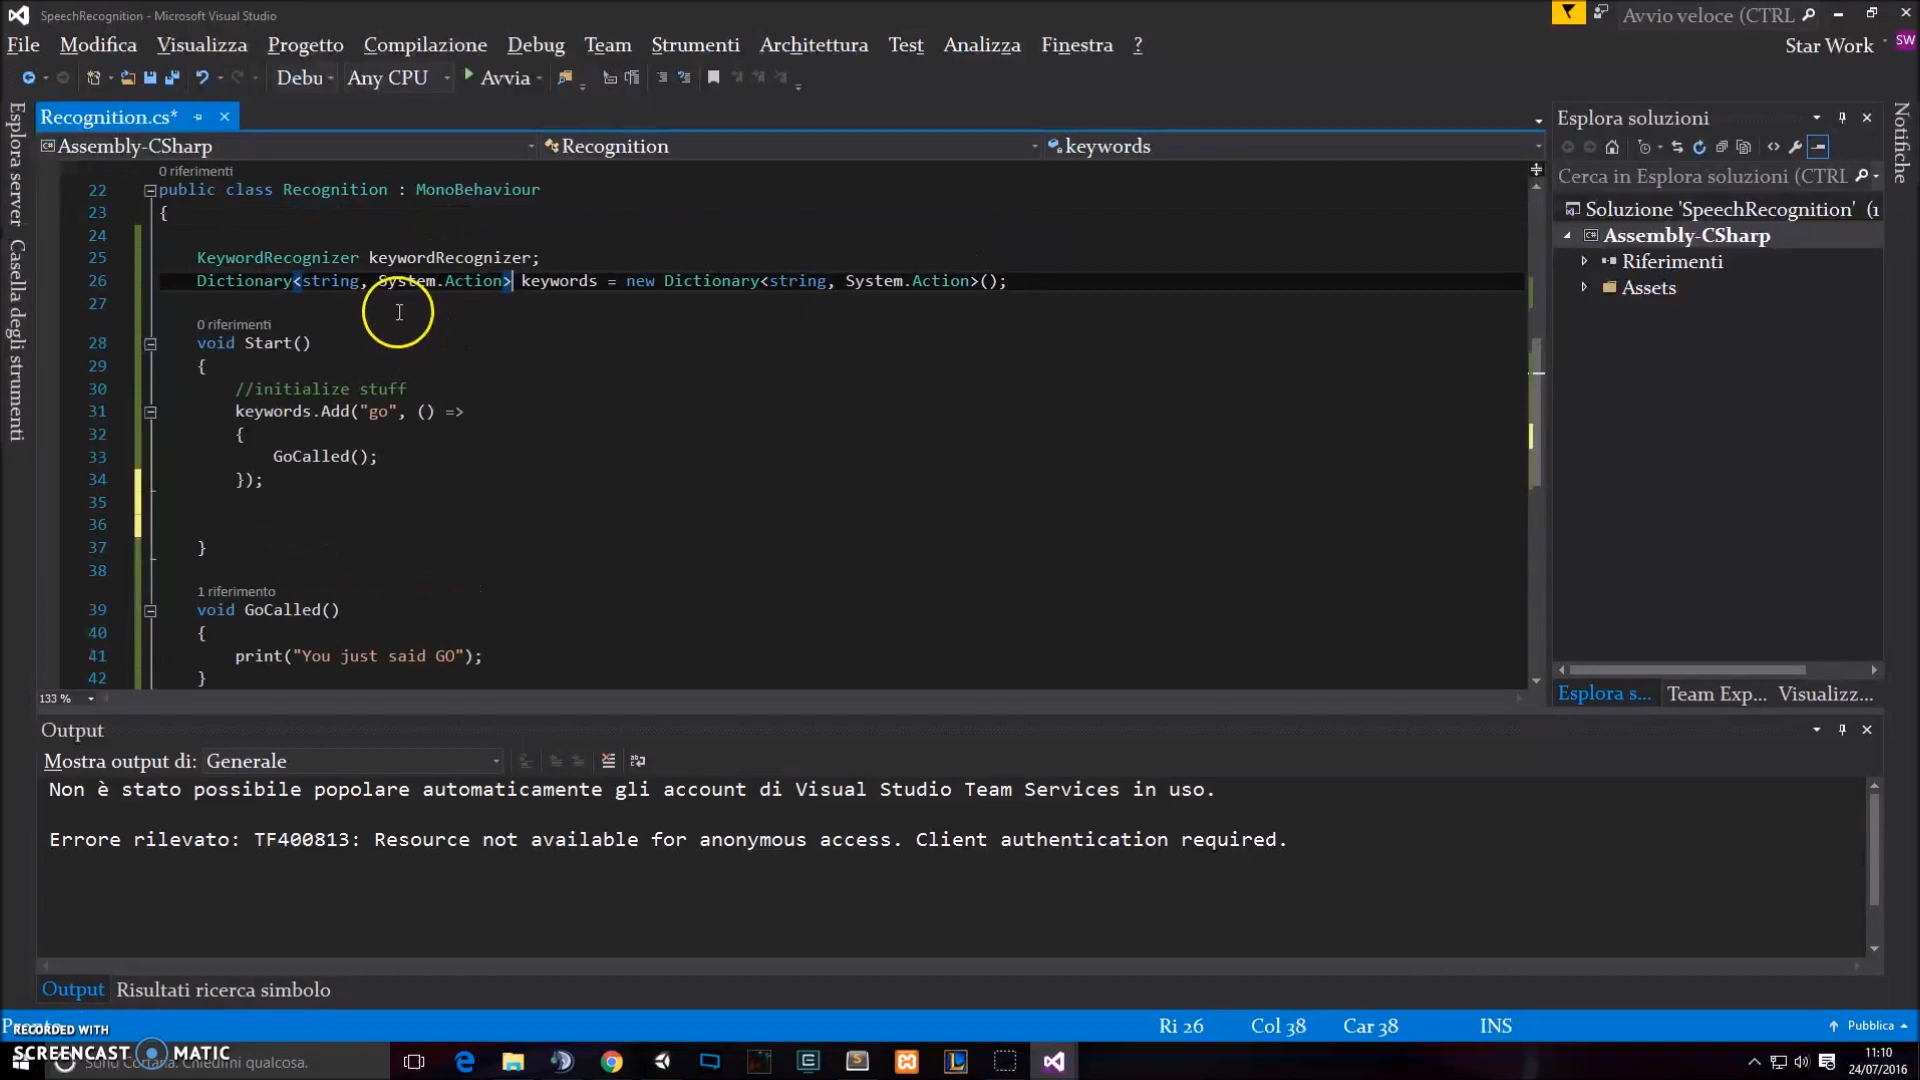 SpeechRecognition - Microsoft Visual Studio
Avvio veloce (CTRL
File Modifica Visualizza Progetto Compilazione Debug Team Strumenti Architettura Test Analizza Finestra ?
Star Work
SW
Debu Any CPU Avvia
Recognition.cs*
Assembly-CSharp Recognition keywords
0 riferimenti
22 public class Recognition : MonoBehaviour
23 {
24
25 KeywordRecognizer keywordRecognizer;
26 Dictionary<string, System.Action> keywords = new Dictionary<string, System.Action>();
27
0 riferimenti
28 void Start()
29 {
30 //initialize stuff
31 keywords.Add("go", () =>
32 {
33 GoCalled();
34 });
35
36
37 }
38
1 riferimento
39 void GoCalled()
40 {
41 print("You just said GO");
42 }
133 %
Esplora server
Casella degli strumenti
Esplora soluzioni
Cerca in Esplora soluzioni (CTRL
Soluzione 'SpeechRecognition' (1
Assembly-CSharp
Riferimenti
Assets
Esplora s... Team Exp... Visualizz...
Notifiche
Output
Mostra output di: Generale
Non è stato possibile popolare automaticamente gli account di Visual Studio Team Services in uso.
Errore rilevato: TF400813: Resource not available for anonymous access. Client authentication required.
Output Risultati ricerca simbolo
Ri 26 Col 38 Car 38 INS Pubblica
RECORDED WITH
SCREENCAST MATIC
Sono Cortana. Chiedimi qualcosa.
11:10
24/07/2016